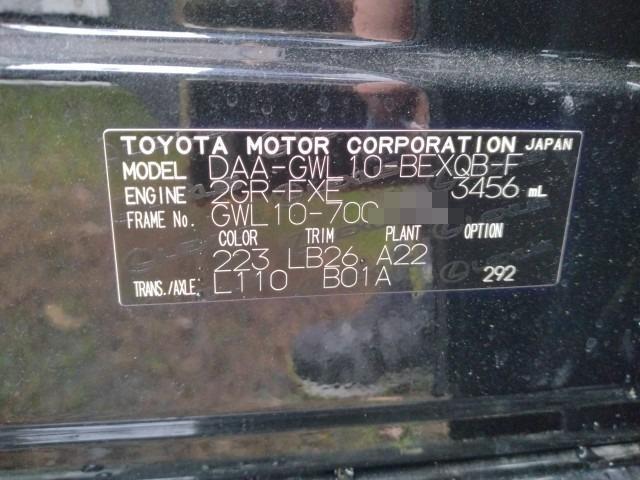 TOYOTA MOTOR CORPORATION JAPAN
MODEL DAA-GWL10-BEXQB-F
ENGINE 2GR-FXE 3456 mL
FRAME No. GWL10-700
COLOR TRIM PLANT OPTION
223 LB26 A22
TRANS./AXLE L110 B01A 292